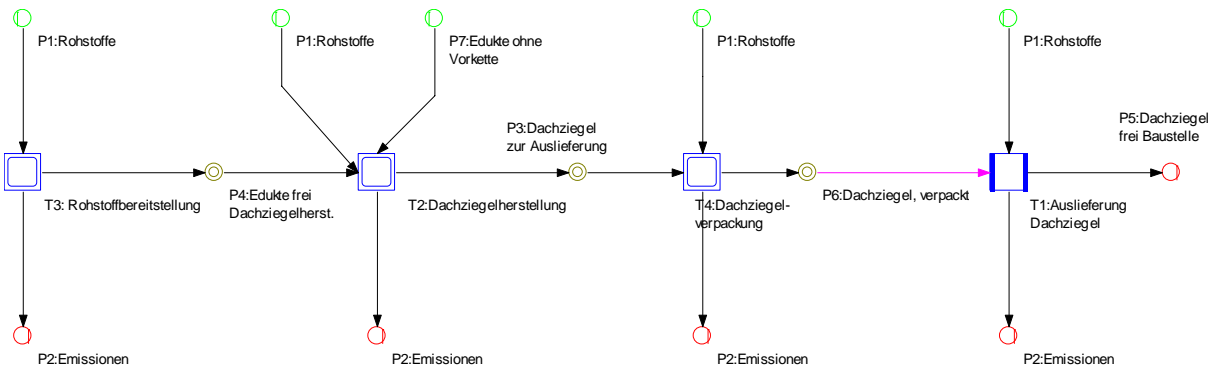 P1:Rohstoffe
P1:Rohstoffe
P7:Edukte ohne
Vorkette
P1:Rohstoffe
P1:Rohstoffe
P3:Dachziegel
zur Auslieferung
P5:Dachziegel
frei Baustelle
T3: Rohstoffbereitstellung
P4:Edukte frei
Dachziegelherst.
T2:Dachziegelherstellung
T4:Dachziegel-
verpackung
P6:Dachziegel, verpackt
T1:Auslieferung
Dachziegel
P2:Emissionen
P2:Emissionen
P2:Emissionen
P2:Emissionen